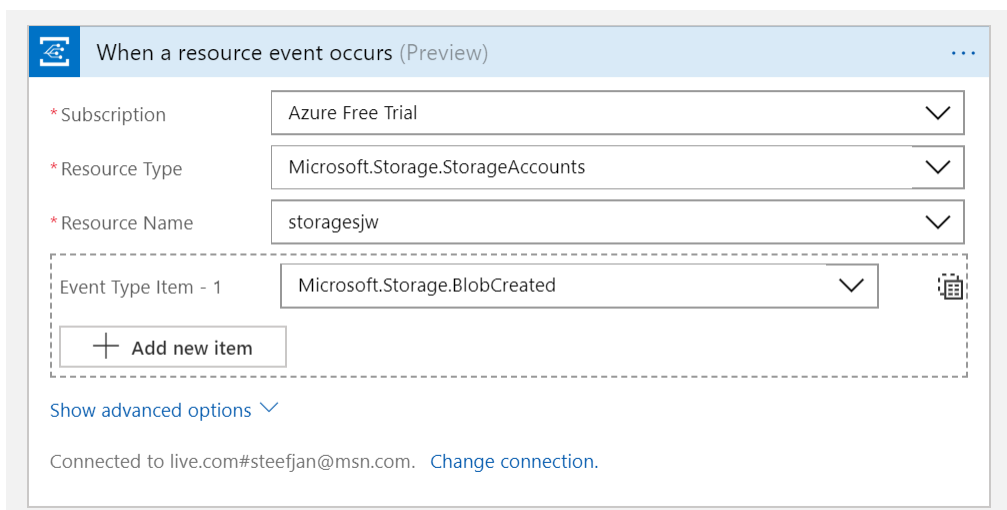 When a resource event occurs (Preview) ...
* Subscription Azure Free Trial
* Resource Type Microsoft.Storage.StorageAccounts
* Resource Name storagesjw
Event Type Item - 1 Microsoft.Storage.BlobCreated
Add new item
Show advanced options
Connected to live.com#steefjan@msn.com. Change connection.